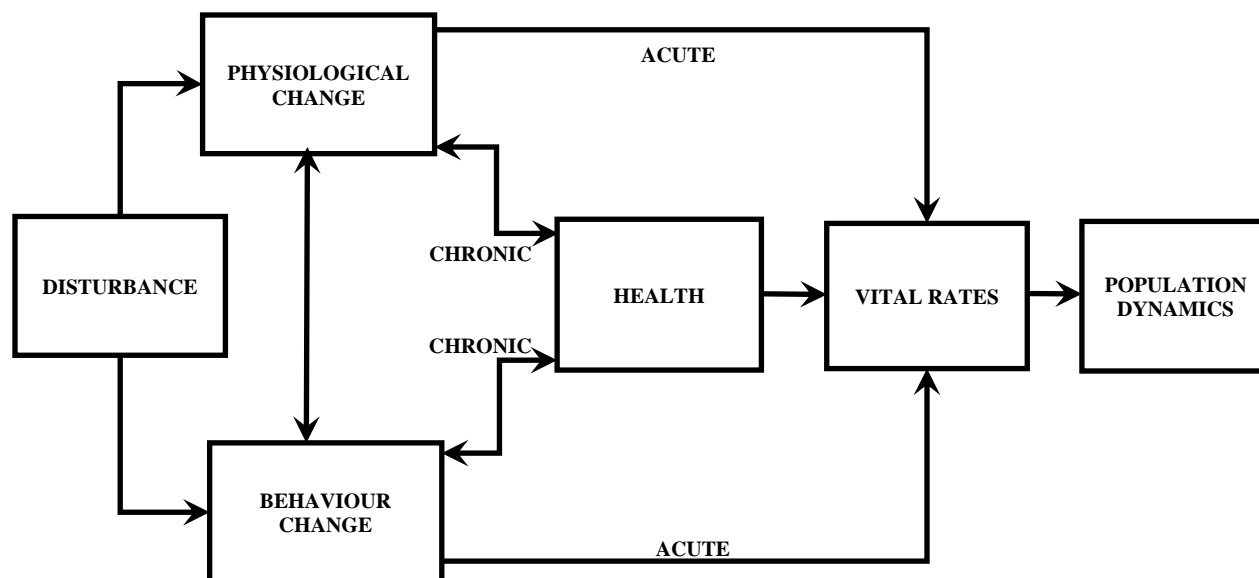 PHYSIOLOGICAL
CHANGE
ACUTE
DISTURBANCE
CHRONIC
HEALTH
CHRONIC
VITAL RATES
POPULATION
DYNAMICS
BEHAVIOUR
CHANGE
ACUTE